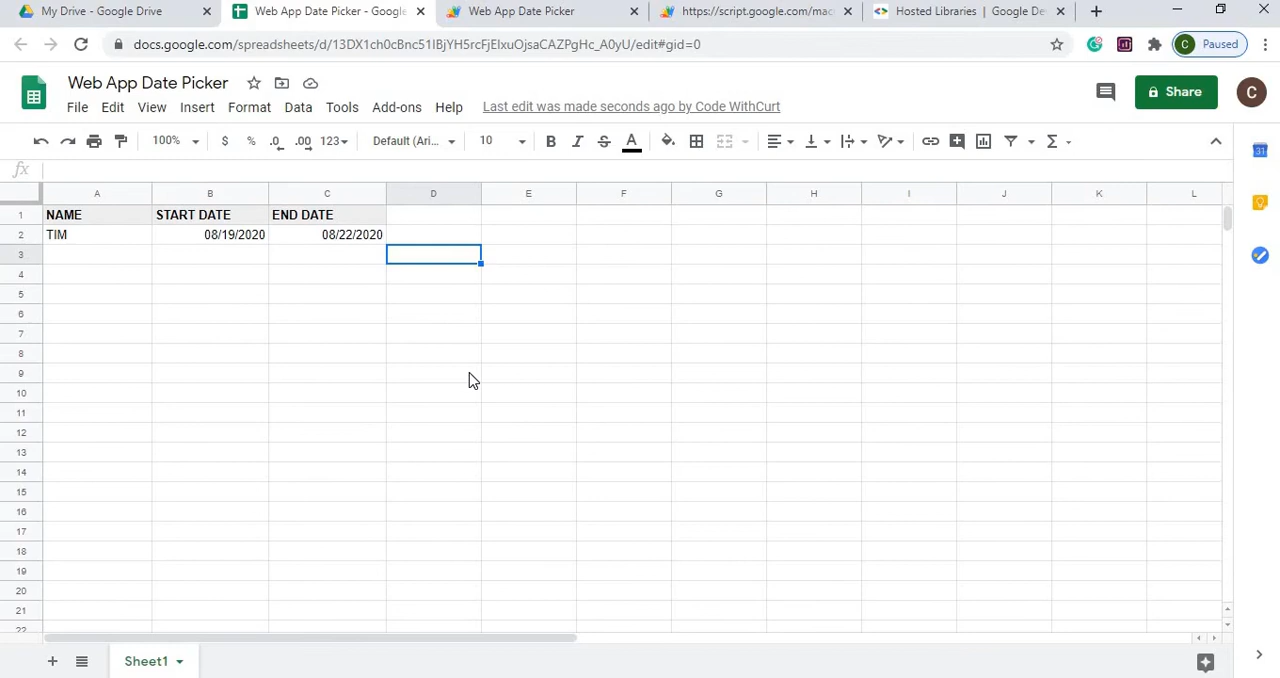 My Drive - Google Drive
Web App Date Picker - Google
Web App Date Picker
https://script.google.com/mac
Hosted Libraries | Google De
Paused
docs.google.com/spreadsheets/d/13DX1ch0cBnc51IBjYH5rcFjEIxuOjsaCAZPgHc_A0yU/edit#gid=0
Web App Date Picker
File Edit View Insert Format Data Tools Add-ons Help Last edit was made seconds ago by Code WithCurt
Share
C
100% $ % .0 .00 123 Default (Ari... 10 B I S A
fx
A B C D E F G H I J K L
1 NAME START DATE END DATE
2 TIM 08/19/2020 08/22/2020
3
4
5
6
7
8
9
10
11
12
13
14
15
16
17
18
19
20
21
22
Sheet1